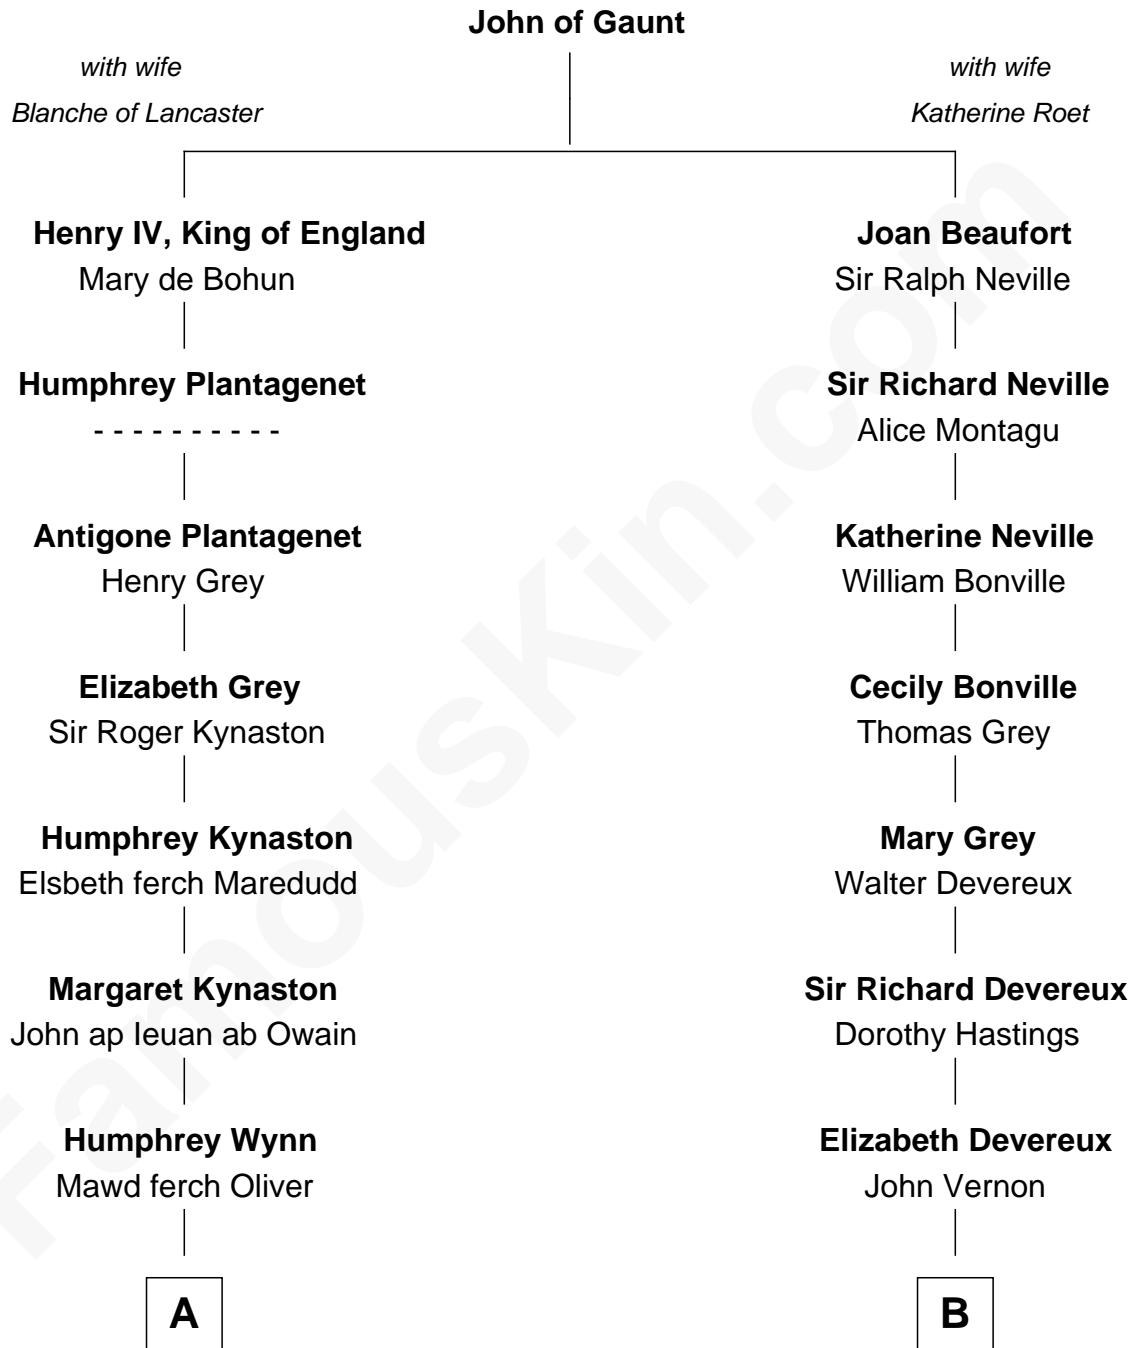 John of Gaunt
with wife
Blanche of Lancaster
with wife
Katherine Roet
Henry IV, King of England
Mary de Bohun
Joan Beaufort
Sir Ralph Neville
Humphrey Plantagenet
- - - - - - - - - -
Sir Richard Neville
Alice Montagu
Antigone Plantagenet
Henry Grey
Katherine Neville
William Bonville
Elizabeth Grey
Sir Roger Kynaston
Cecily Bonville
Thomas Grey
Humphrey Kynaston
Elsbeth ferch Maredudd
Mary Grey
Walter Devereux
Margaret Kynaston
John ap Ieuan ab Owain
Sir Richard Devereux
Dorothy Hastings
Humphrey Wynn
Mawd ferch Oliver
Elizabeth Devereux
John Vernon
A
B
FamousKin.com